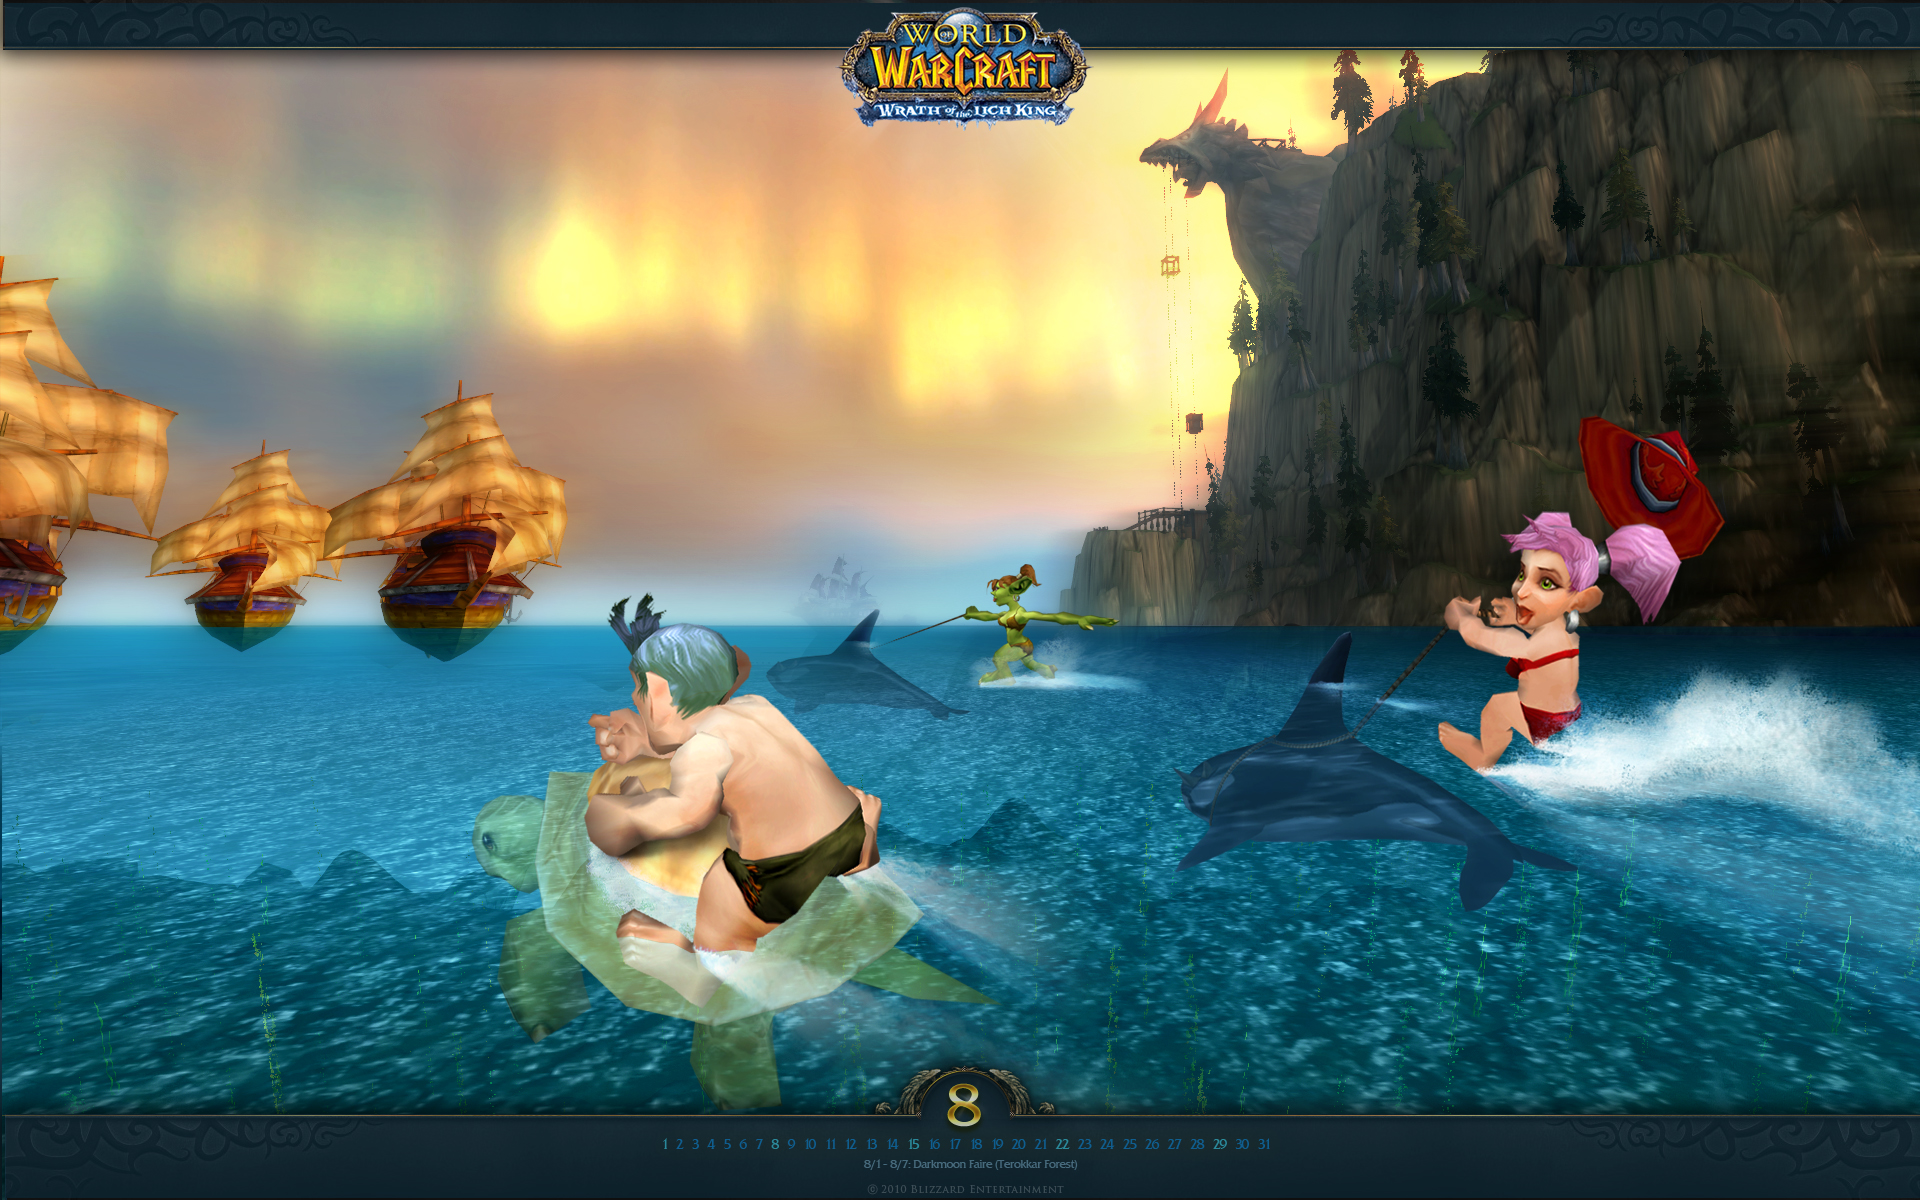 WORLD
OF
WARCRAFT
WRATH of the LICH KING
8
1 2 3 4 5 6 7 8 9 10 11 12 13 14 15 16 17 18 19 20 21 22 23 24 25 26 27 28 29 30 31
8/1 - 8/7: Darkmoon Faire (Terokkar Forest)
© 2010 BLIZZARD ENTERTAINMENT